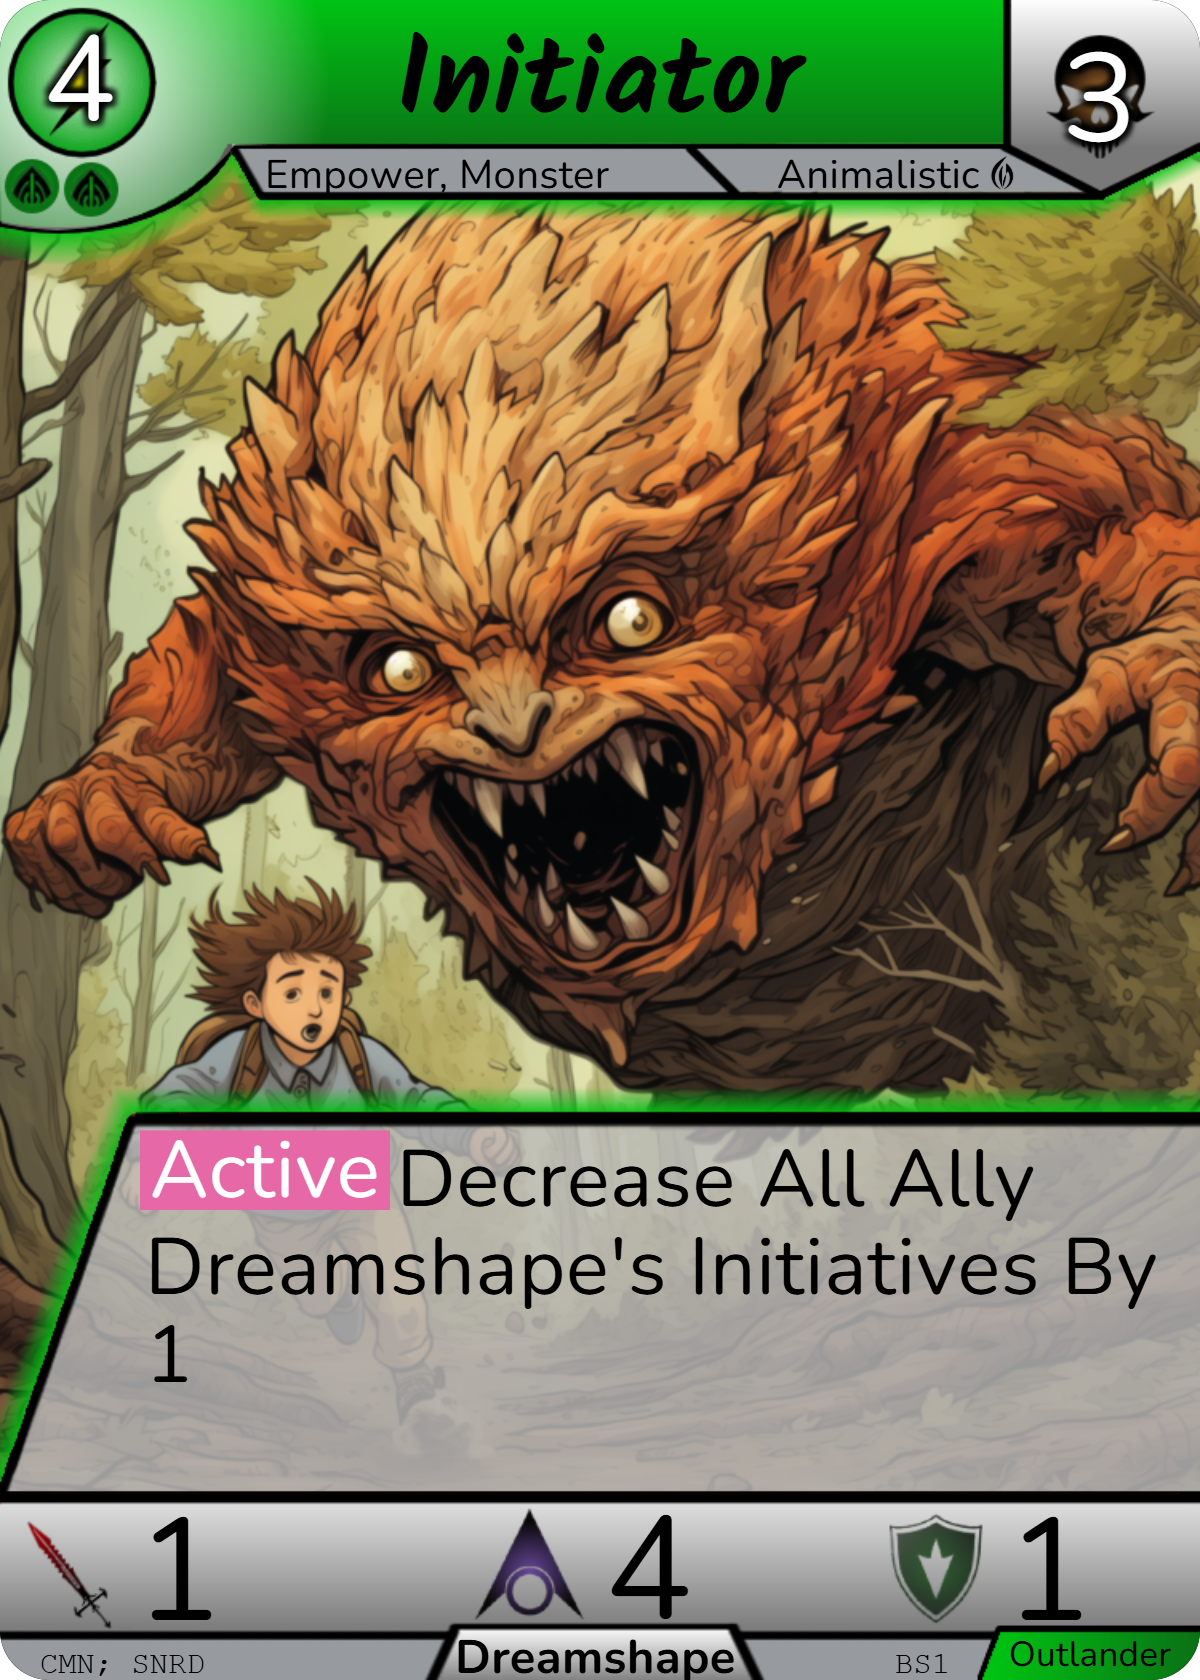 4
Initiator
3
Empower, Monster
Animalistic
Active Decrease All Ally
Dreamshape's Initiatives By
1
1
4
1
CMN; SNRD
Dreamshape
BS1
Outlander